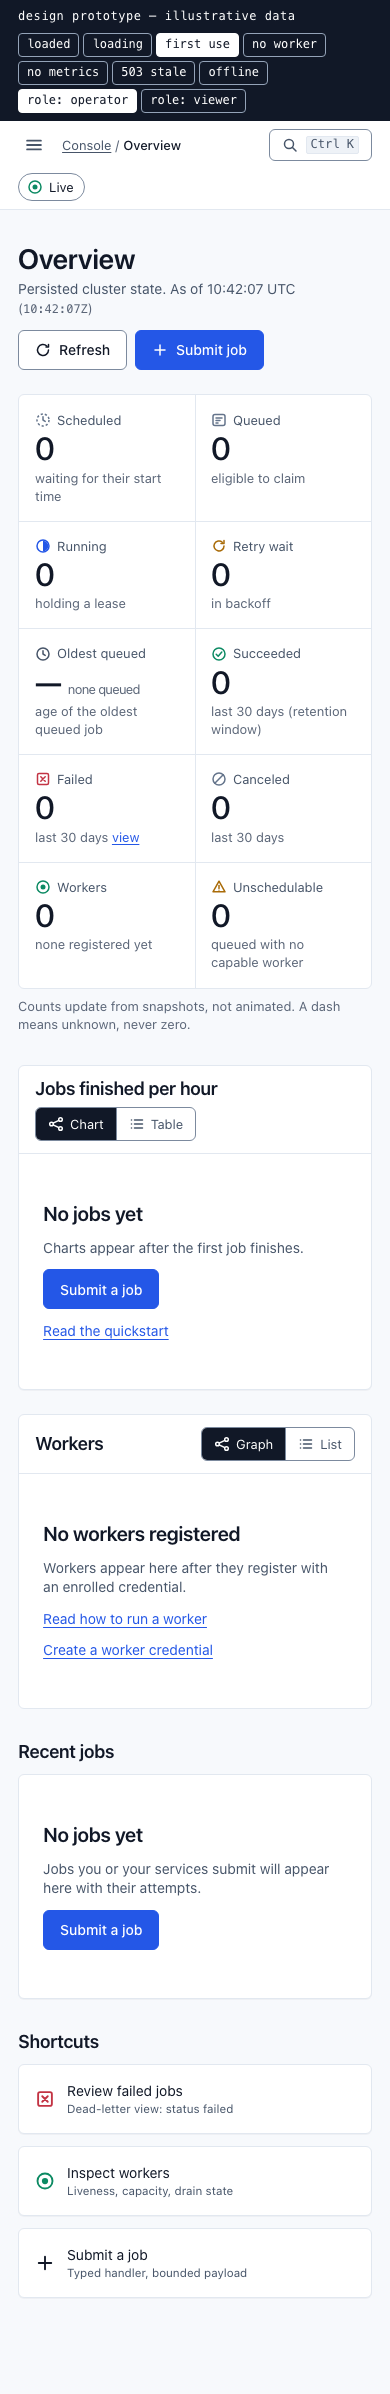 design prototype — illustrative data
loaded loading first use no worker
no metrics 503 stale offline
role: operator role: viewer
Console / Overview Ctrl K
Live
Overview
Persisted cluster state. As of 10:42:07 UTC
(10:42:07Z)
Refresh Submit job
Scheduled
0
waiting for their start
time
Queued
0
eligible to claim
Running
0
holding a lease
Retry wait
0
in backoff
Oldest queued
— none queued
age of the oldest
queued job
Succeeded
0
last 30 days (retention
window)
Failed
0
last 30 days view
Canceled
0
last 30 days
Workers
0
none registered yet
Unschedulable
0
queued with no
capable worker
Counts update from snapshots, not animated. A dash
means unknown, never zero.
Jobs finished per hour
Chart Table
No jobs yet
Charts appear after the first job finishes.
Submit a job
Read the quickstart
Workers Graph List
No workers registered
Workers appear here after they register with
an enrolled credential.
Read how to run a worker
Create a worker credential
Recent jobs
No jobs yet
Jobs you or your services submit will appear
here with their attempts.
Submit a job
Shortcuts
Review failed jobs
Dead-letter view: status failed
Inspect workers
Liveness, capacity, drain state
Submit a job
Typed handler, bounded payload